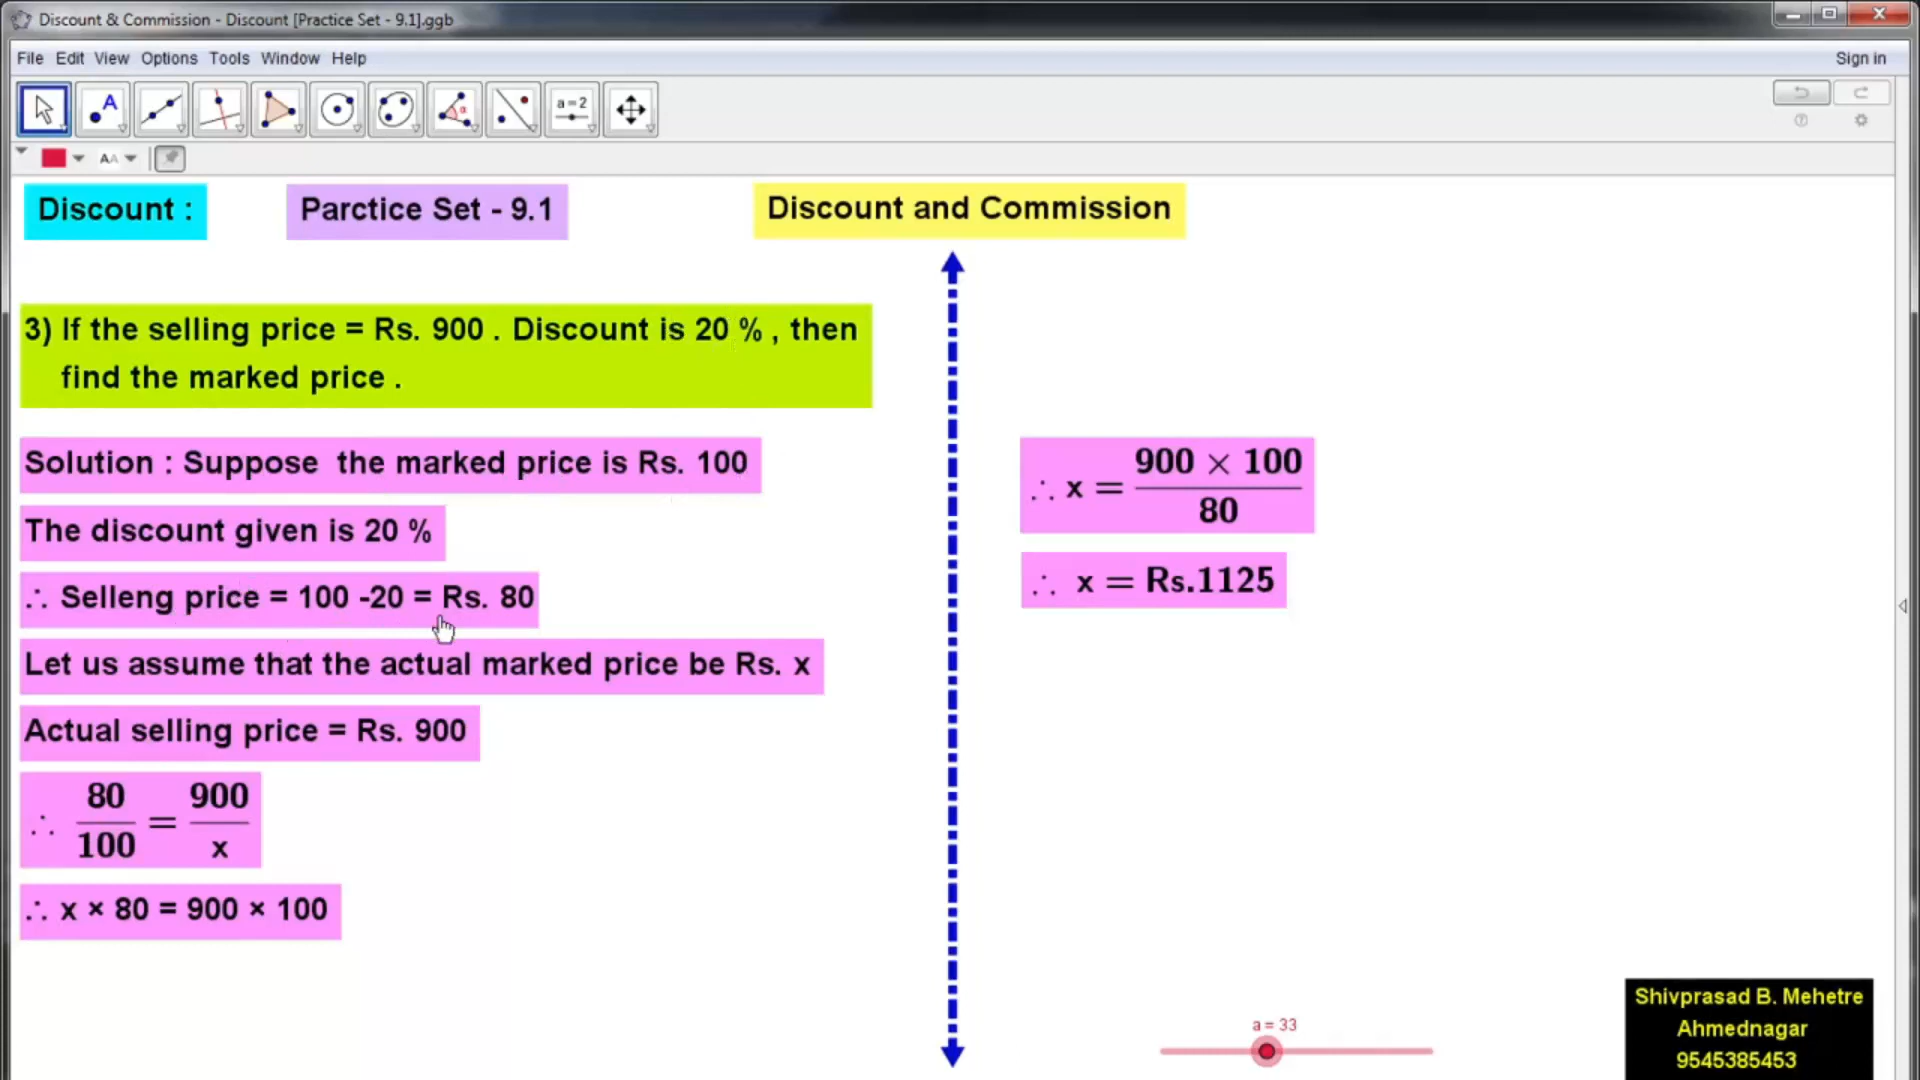 Discount & Commission - Discount [Practice Set - 9.1].ggb
File Edit View Options Tools Window Help
Sign in
A
α
a = 2
AA
Discount :
Parctice Set - 9.1
Discount and Commission
3) If the selling price = Rs. 900 . Discount is 20 % , then
find the marked price .
Solution : Suppose the marked price is Rs. 100
The discount given is 20 %
∴ Selleng price = 100 -20 = Rs. 80
Let us assume that the actual marked price be Rs. x
Actual selling price = Rs. 900
∴ 80/100 = 900/x
∴ x × 80 = 900 × 100
∴ x = 900 × 100/80
∴ x = Rs.1125
a = 33
Shivprasad B. Mehetre
Ahmednagar
9545385453